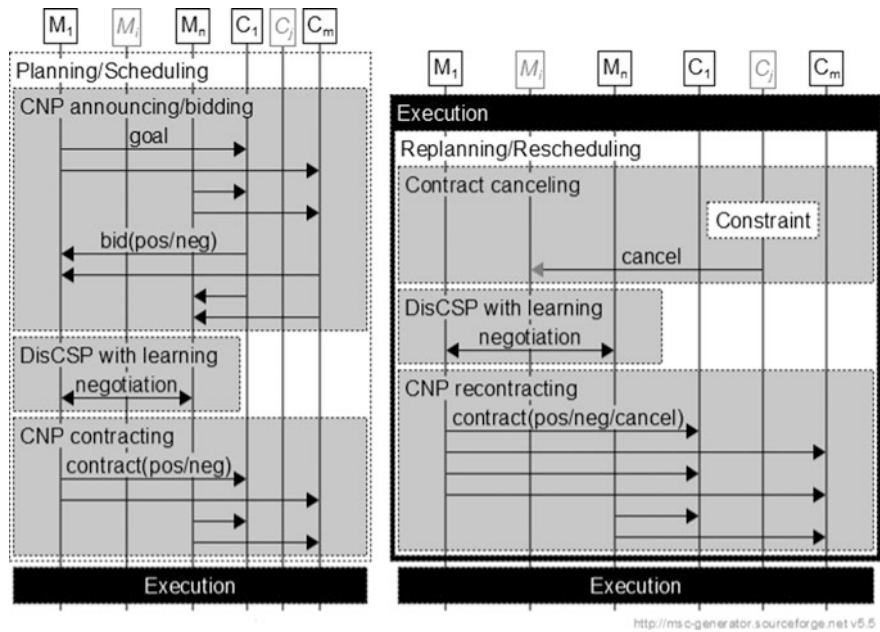 M1 Mi Mn C1 Cj Cm
Planning/Scheduling
CNP announcing/bidding
goal
bid(pos/neg)
DisCSP with learning
negotiation
CNP contracting
contract(pos/neg)
Execution
M1 Mi Mn C1 Cj Cm
Execution
Replanning/Rescheduling
Contract canceling
Constraint
cancel
DisCSP with learning
negotiation
CNP recontracting
contract(pos/neg/cancel)
Execution
http://msc-generator.sourceforge.net v5.5